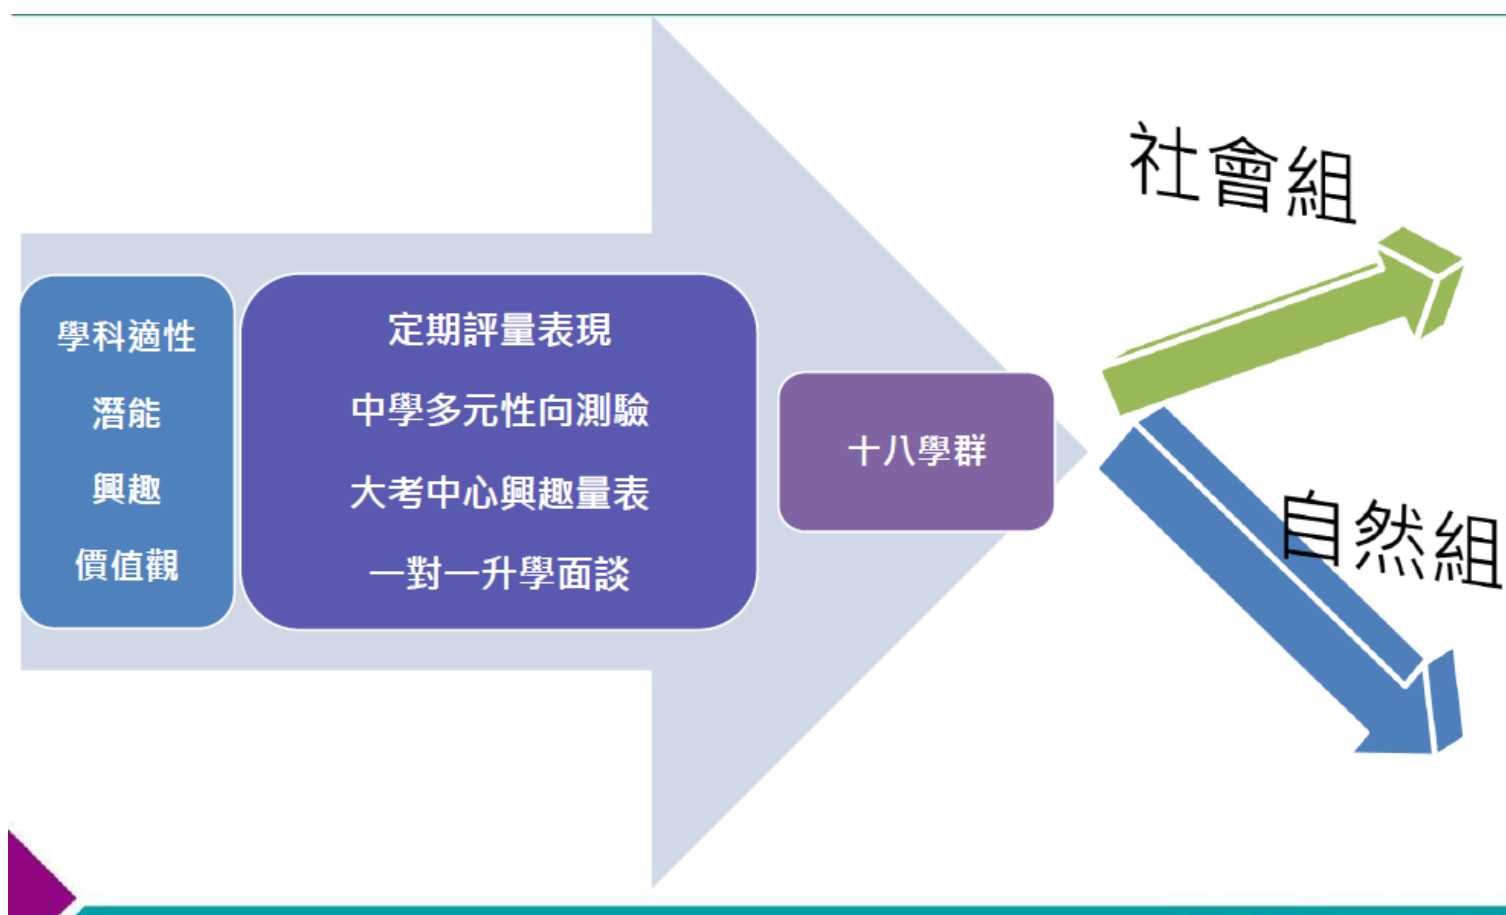 學科適性
潛能
興趣
價值觀
定期評量表現
中學多元性向測驗
大考中心興趣量表
一對一升學面談
十八學群
社會組
自然組